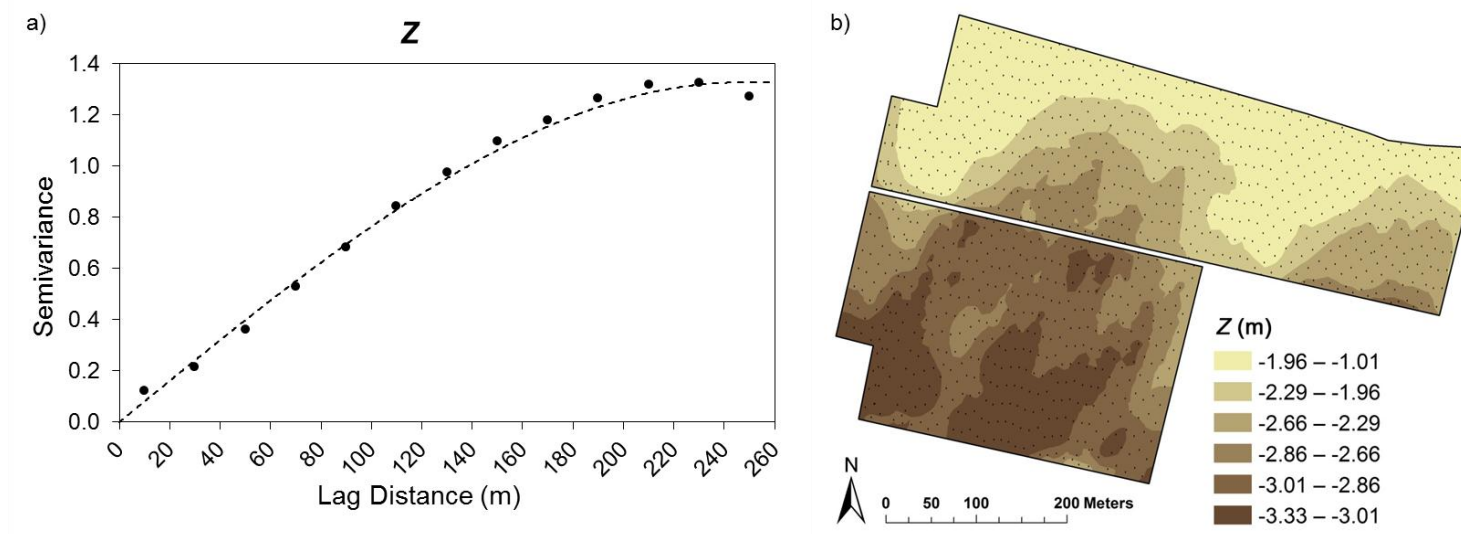 a)
Z
Semivariance
1.4
1.2
1.0
0.8
0.6
0.4
0.2
0.0
0 20 40 60 80 100 120 140 160 180 200 220 240 260
Lag Distance (m)
b)
Z (m)
-1.96 – -1.01
-2.29 – -1.96
-2.66 – -2.29
-2.86 – -2.66
-3.01 – -2.86
-3.33 – -3.01
N
0 50 100 200 Meters